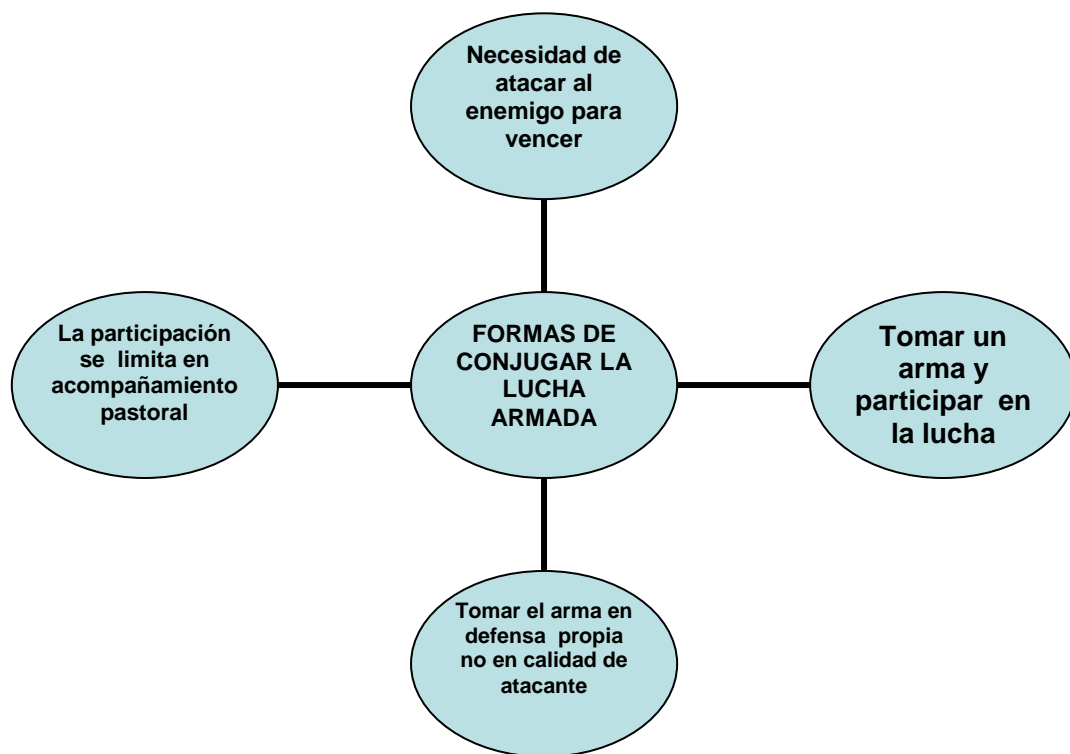 Necesidad de
atacar al
enemigo para
vencer
La participación
se limita en
acompañamiento
pastoral
FORMAS DE
CONJUGAR LA
LUCHA
ARMADA
Tomar un
arma y
participar en
la lucha
Tomar el arma en
defensa propia
no en calidad de
atacante